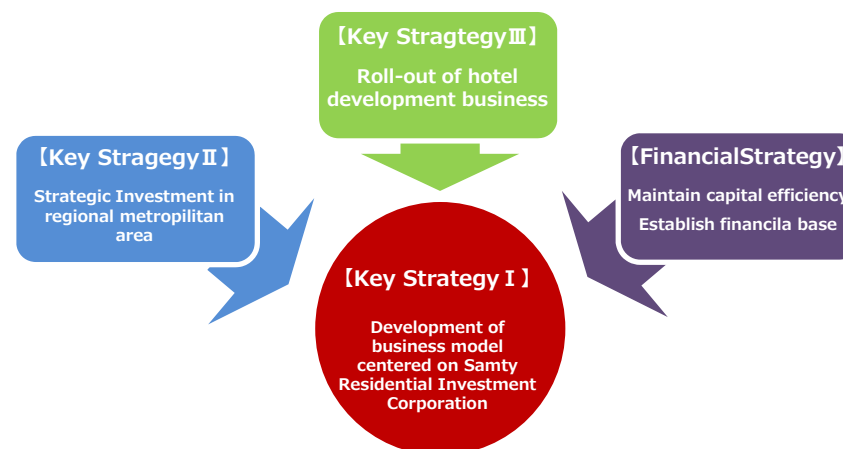 【Key StragtegyⅢ】
Roll-out of hotel
development business
【Key StragegyⅡ】
Strategic Investment in
regional metropilitan
area
【FinancialStrategy】
Maintain capital efficiency
Establish financila base
【Key StrategyⅠ】
Development of
business model
centered on Samty
Residential Investment
Corporation